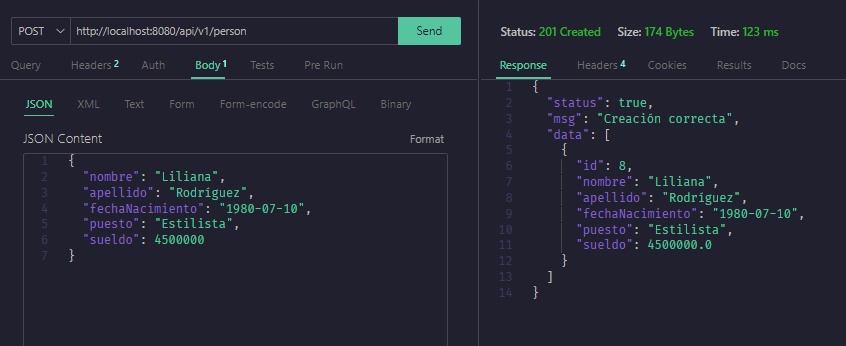 POST http://localhost:8080/api/v1/person Send
Query Headers 2 Auth Body 1 Tests Pre Run
JSON XML Text Form Form-encode GraphQL Binary
JSON Content Format
1 {
2 "nombre": "Liliana",
3 "apellido": "Rodríguez",
4 "fechaNacimiento": "1980-07-10",
5 "puesto": "Estilista",
6 "sueldo": 4500000
7 }
Status: 201 Created Size: 174 Bytes Time: 123 ms
Response Headers 4 Cookies Results Docs
1 {
2 "status": true,
3 "msg": "Creación correcta",
4 "data": [
5 {
6 "id": 8,
7 "nombre": "Liliana",
8 "apellido": "Rodríguez",
9 "fechaNacimiento": "1980-07-10",
10 "puesto": "Estilista",
11 "sueldo": 4500000.0
12 }
13 ]
14 }